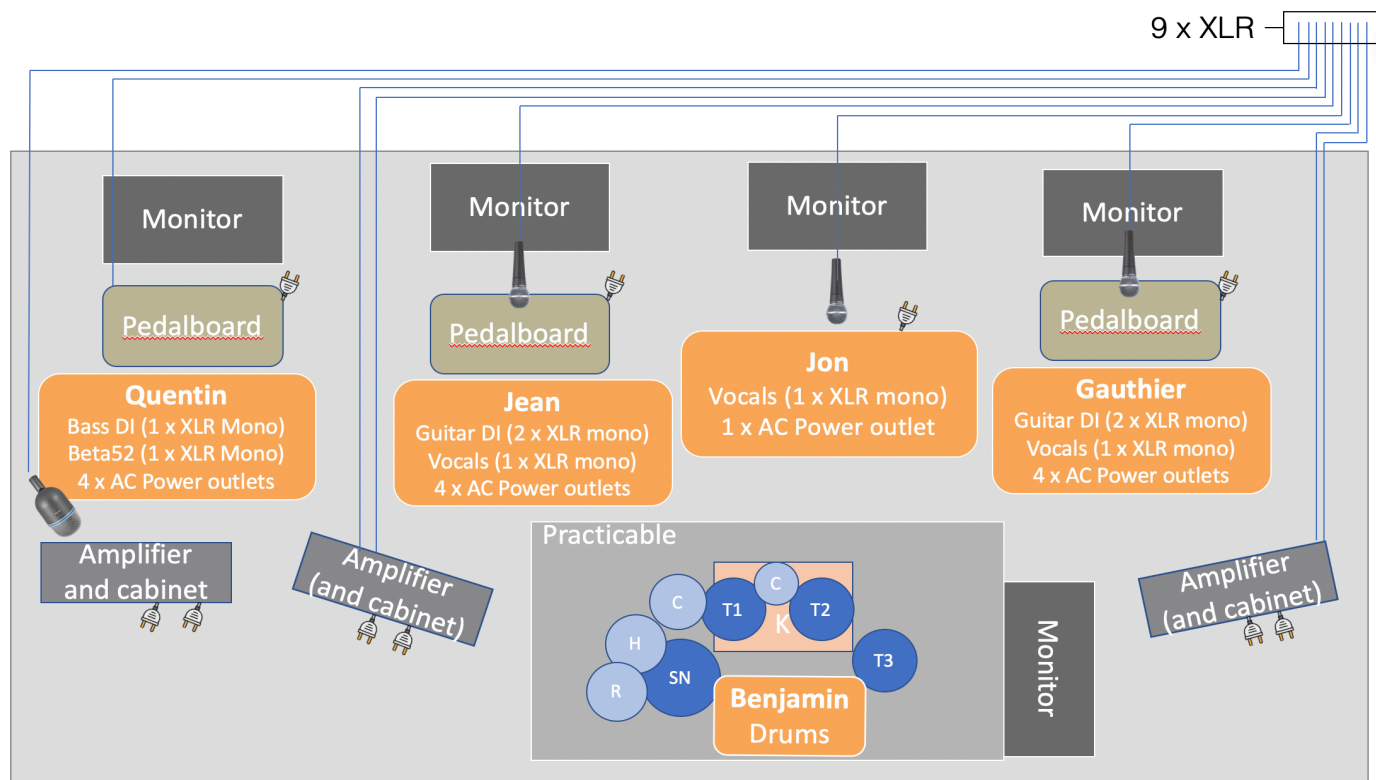 9 x XLR
Monitor
Monitor
Monitor
Monitor
Pedalboard
Pedalboard
Pedalboard
Quentin
Bass DI (1 x XLR Mono)
Beta52 (1 x XLR Mono)
4 x AC Power outlets
Jean
Guitar DI (2 x XLR mono)
Vocals (1 x XLR mono)
4 x AC Power outlets
Jon
Vocals (1 x XLR mono)
1 x AC Power outlet
Gauthier
Guitar DI (2 x XLR mono)
Vocals (1 x XLR mono)
4 x AC Power outlets
Amplifier
and cabinet
Amplifier
(and cabinet)
Practicable
C
T1
C
T2
K
H
SN
R
T3
Benjamin
Drums
Monitor
Amplifier
(and cabinet)